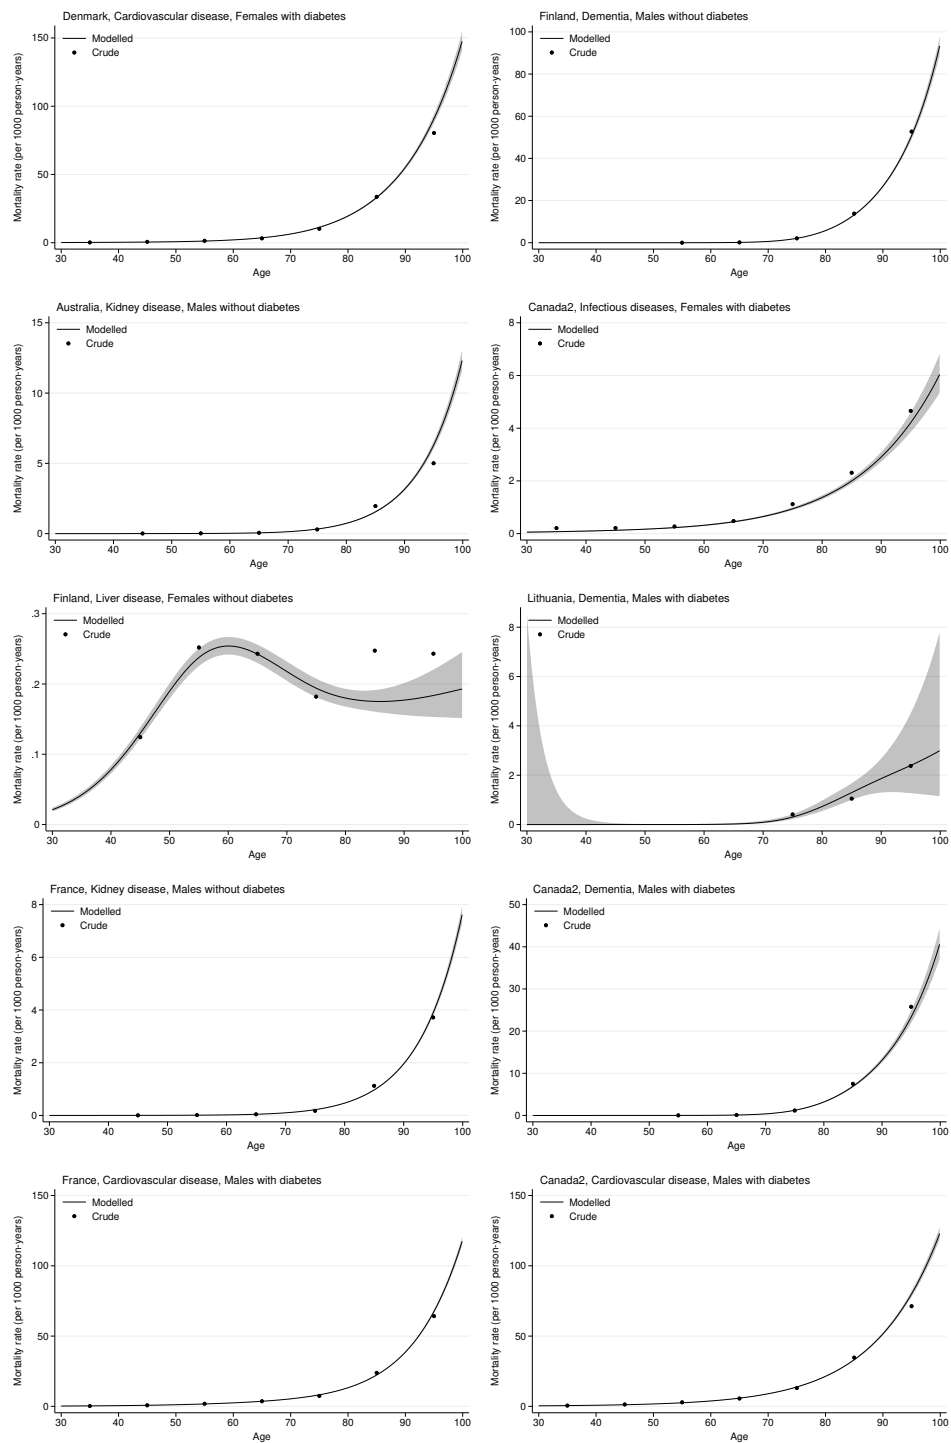 Denmark, Cardiovascular disease, Females with diabetes
Mortality rate (per 1000 person-years)
150
100
50
0
Modelled
Crude
30 40 50 60 70 80 90 100
Age
Finland, Dementia, Males without diabetes
Mortality rate (per 1000 person-years)
100
80
60
40
20
0
Modelled
Crude
30 40 50 60 70 80 90 100
Age
Australia, Kidney disease, Males without diabetes
Mortality rate (per 1000 person-years)
15
10
5
0
Modelled
Crude
30 40 50 60 70 80 90 100
Age
Canada2, Infectious diseases, Females with diabetes
Mortality rate (per 1000 person-years)
8
6
4
2
0
Modelled
Crude
30 40 50 60 70 80 90 100
Age
Finland, Liver disease, Females without diabetes
Mortality rate (per 1000 person-years)
.3
.2
.1
0
Modelled
Crude
30 40 50 60 70 80 90 100
Age
Lithuania, Dementia, Males with diabetes
Mortality rate (per 1000 person-years)
8
6
4
2
0
Modelled
Crude
30 40 50 60 70 80 90 100
Age
France, Kidney disease, Males without diabetes
Mortality rate (per 1000 person-years)
8
6
4
2
0
Modelled
Crude
30 40 50 60 70 80 90 100
Age
Canada2, Dementia, Males with diabetes
Mortality rate (per 1000 person-years)
50
40
30
20
10
0
Modelled
Crude
30 40 50 60 70 80 90 100
Age
France, Cardiovascular disease, Males with diabetes
Mortality rate (per 1000 person-years)
150
100
50
0
Modelled
Crude
30 40 50 60 70 80 90 100
Age
Canada2, Cardiovascular disease, Males with diabetes
Mortality rate (per 1000 person-years)
150
100
50
0
Modelled
Crude
30 40 50 60 70 80 90 100
Age